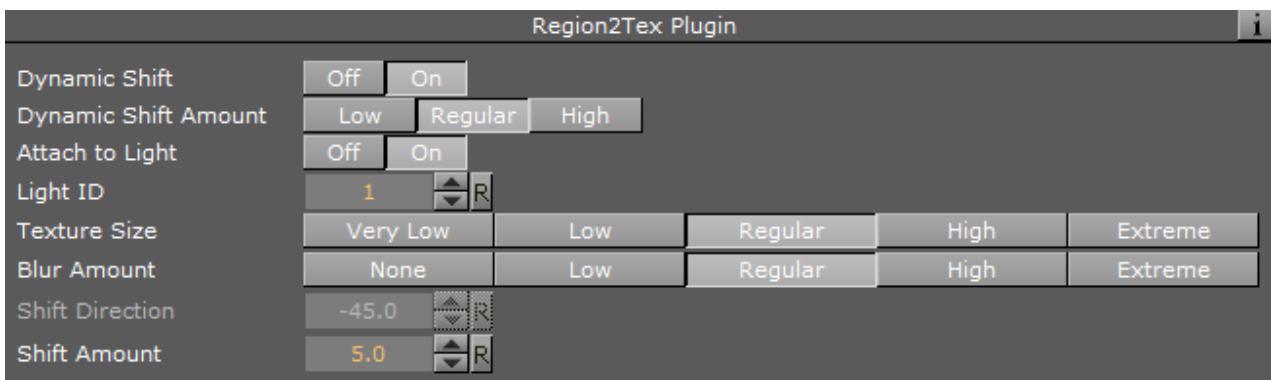 Region2Tex Plugin i
Dynamic Shift Off On
Dynamic Shift Amount Low Regular High
Attach to Light Off On
Light ID 1 R
Texture Size Very Low Low Regular High Extreme
Blur Amount None Low Regular High Extreme
Shift Direction -45.0 R
Shift Amount 5.0 R